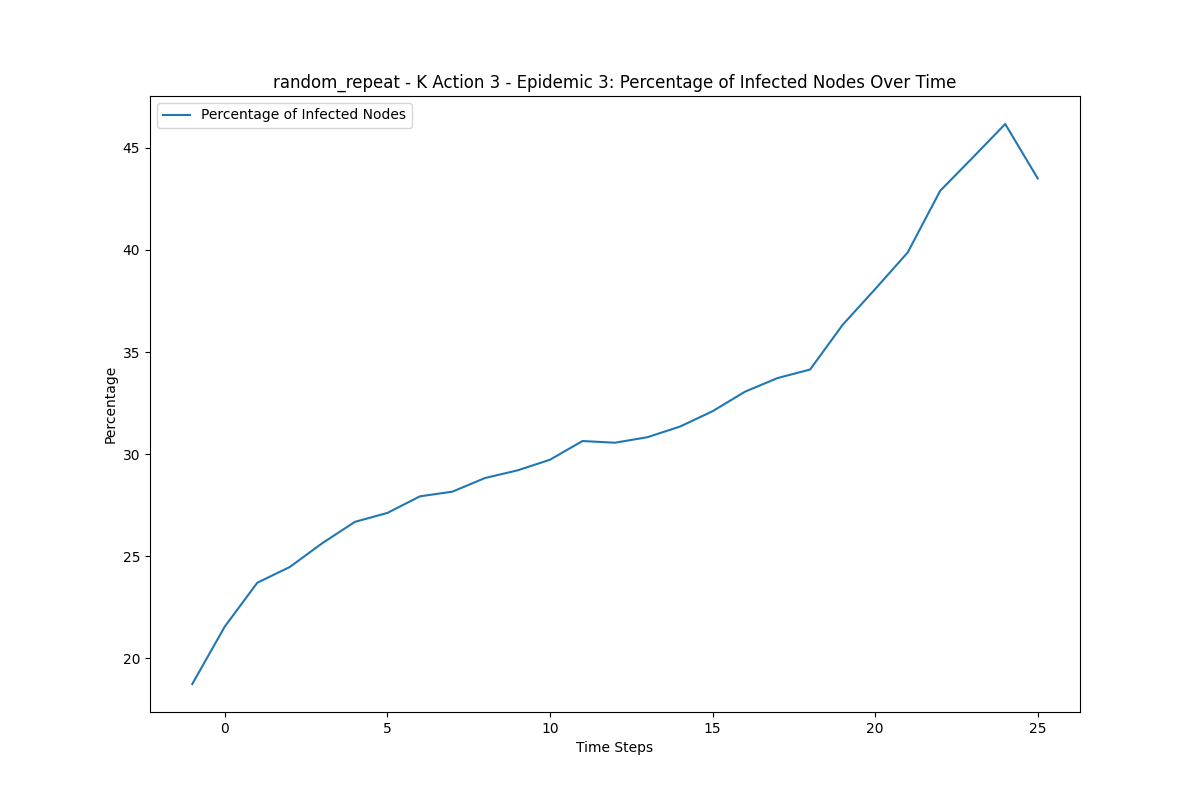 random_repeat - K Action 3 - Epidemic 3: Percentage of Infected Nodes Over Time
Percentage of Infected Nodes
45
40
35
30
25
20
Percentage
0 5 10 15 20 25
Time Steps